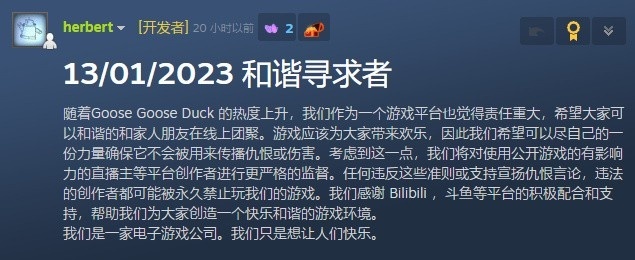 herbert [开发者] 20 小时以前 2
13/01/2023 和谐寻求者
随着Goose Goose Duck 的热度上升，我们作为一个游戏平台也觉得责任重大，希望大家可
以和谐的和家人朋友在线上团聚。游戏应该为大家带来欢乐，因此我们希望可以尽自己的一
份力量确保它不会被用来传播仇恨或伤害。考虑到这一点，我们将对使用公开游戏的有影响
力的直播主等平台创作者进行更严格的监督。任何违反这些准则或支持宣扬仇恨言论，违法
的创作者都可能被永久禁止玩我们的游戏。我们感谢 Bilibili ，斗鱼等平台的积极配合和支
持，帮助我们为大家创造一个快乐和谐的游戏环境。
我们是一家电子游戏公司。我们只是想让人们快乐。